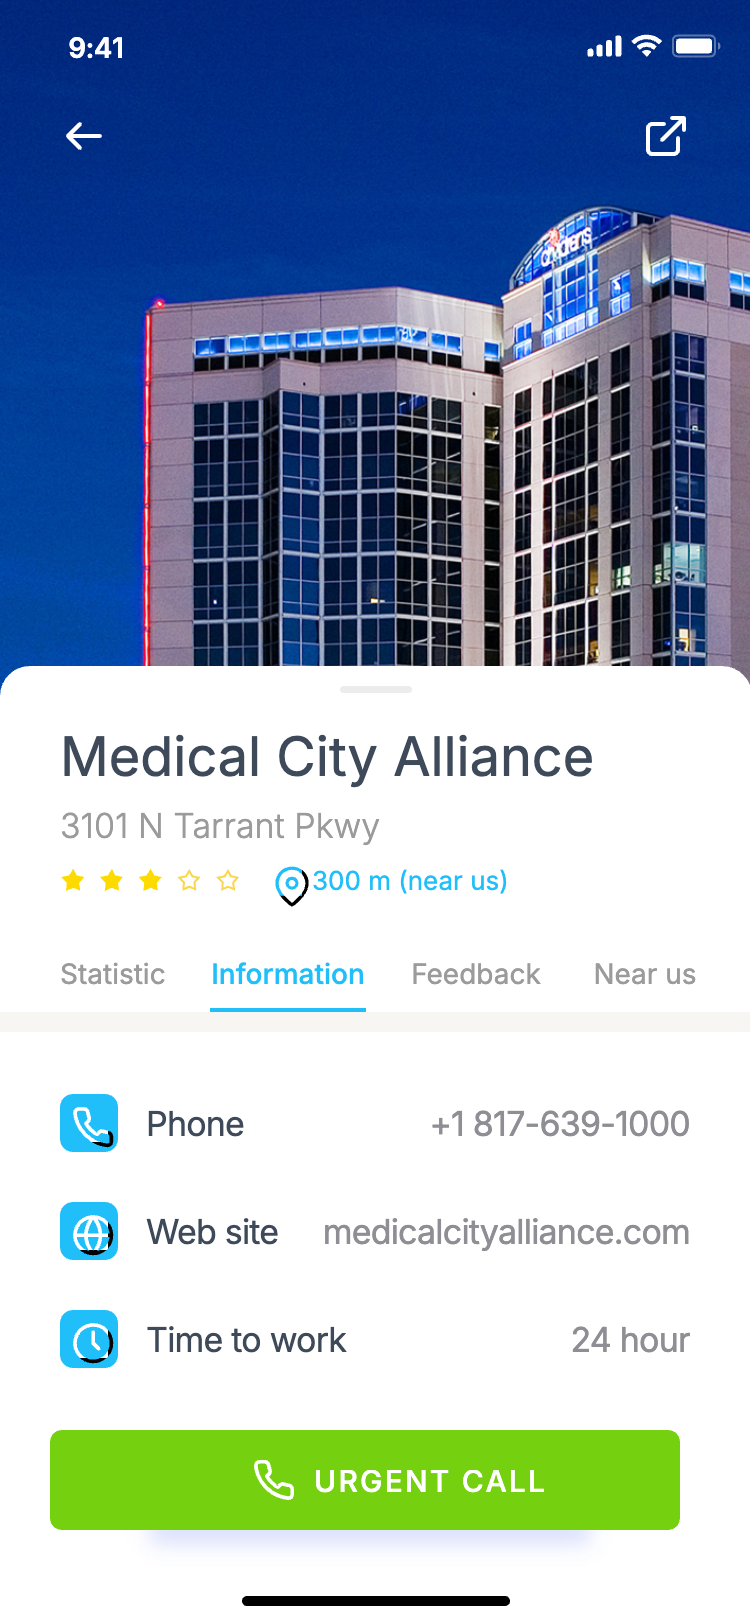 9:41
childrens
Medical City Alliance
3101 N Tarrant Pkwy
300 m (near us)
Statistic Information Feedback Near us
Phone +1 817-639-1000
Web site medicalcityalliance.com
Time to work 24 hour
URGENT CALL